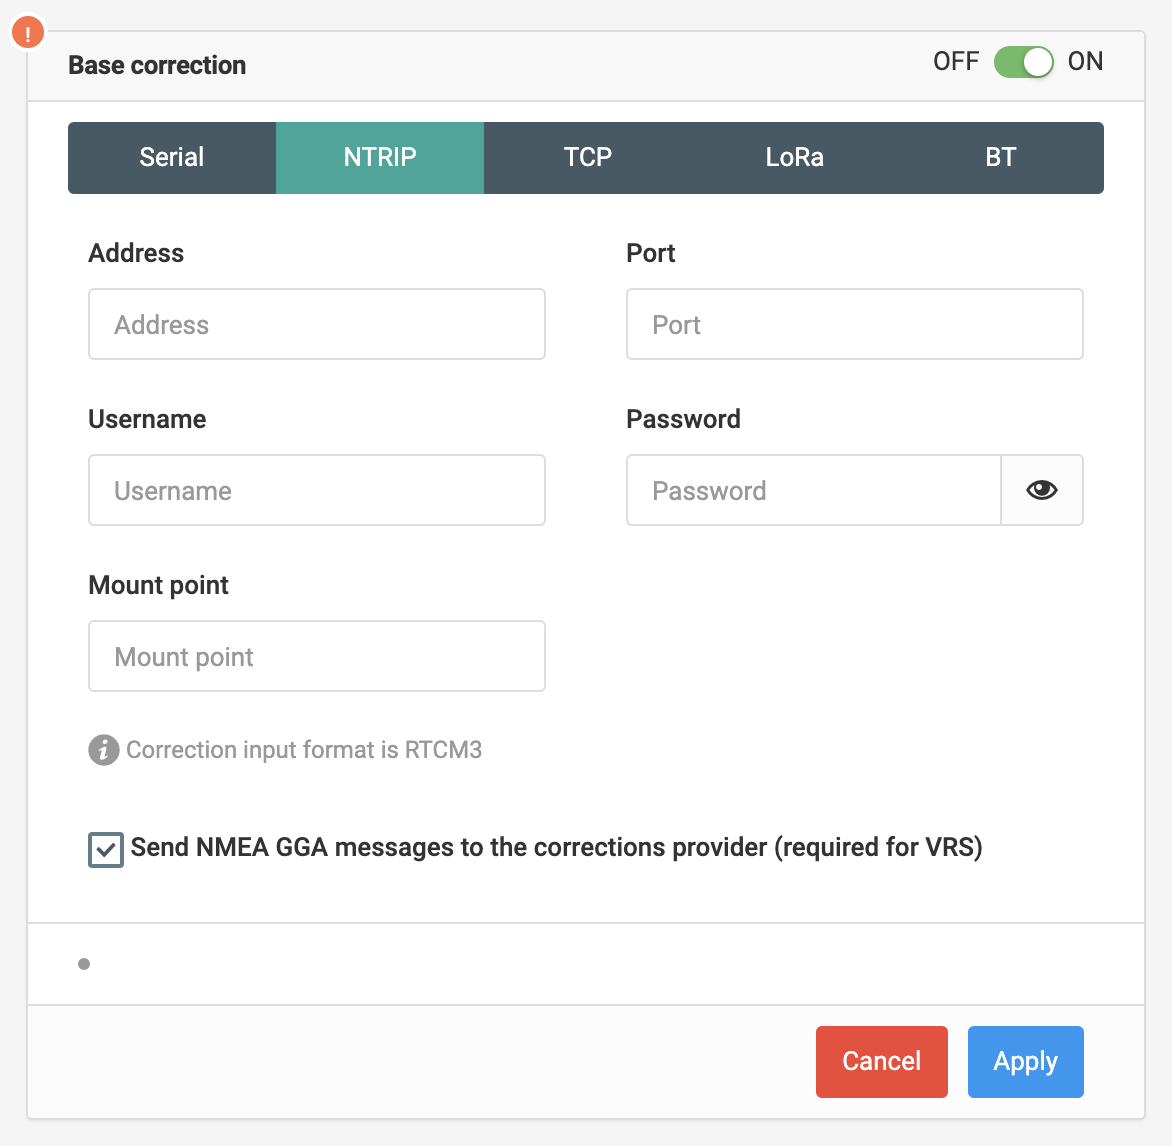 !
Base correction
OFF ON
Serial NTRIP TCP LoRa BT
Address Port
Address Port
Username Password
Username Password
Mount point
Mount point
i Correction input format is RTCM3
Send NMEA GGA messages to the corrections provider (required for VRS)
Cancel Apply